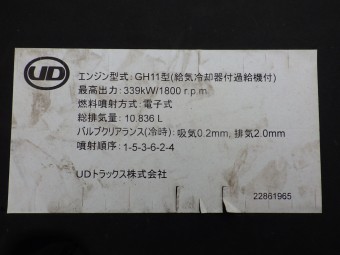 UD
エンジン型式:GH11型(給気冷却器付過給機付)
最高出力:339kW/1800 r.p.m.
燃料噴射方式:電子式
総排気量:10.836 L
バルブクリアランス(冷時):吸気0.2mm, 排気2.0mm
噴射順序:1-5-3-6-2-4
UDトラックス株式会社
22861965